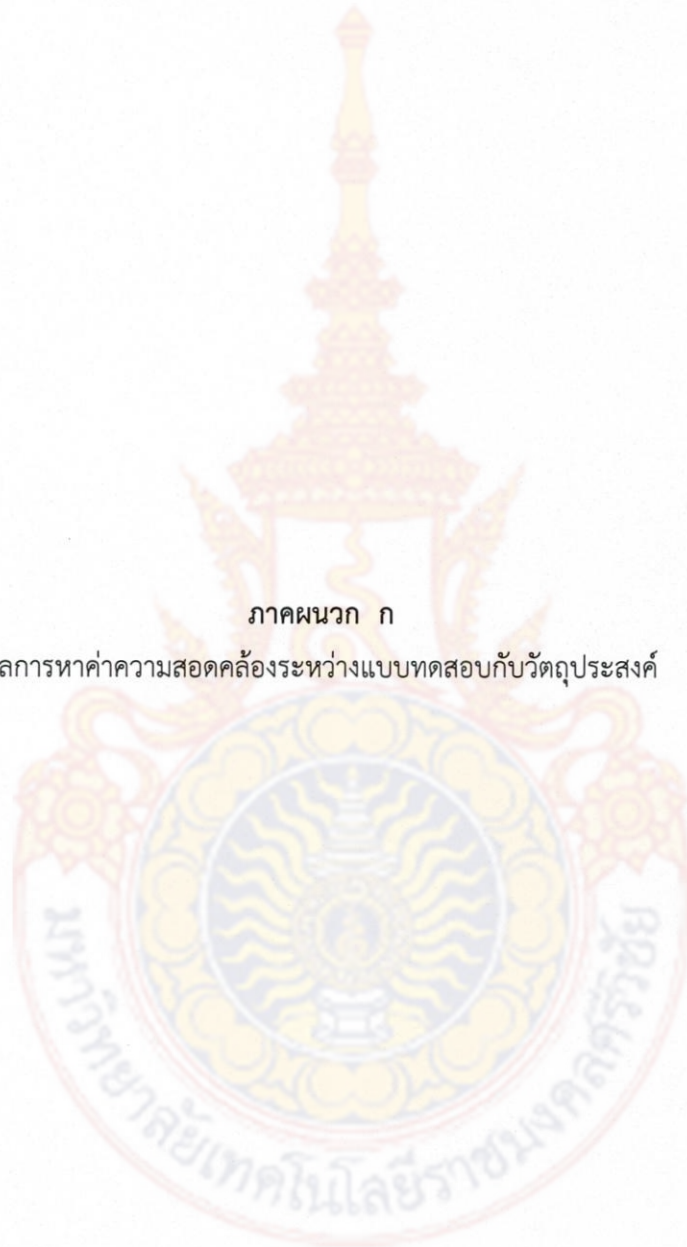 ภาคผนวก ก
ลการหาค่าความสอดคล้องระหว่างแบบทดสอบกับวัตถุประสงค์
มหาวิทยาลัยเทคโนโลยีราชมงคลศรีวิชัย